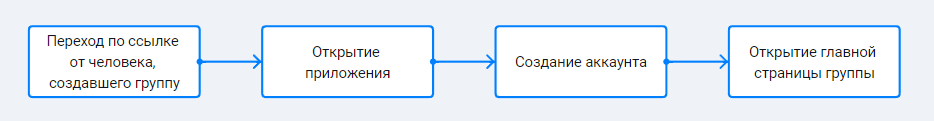 Переход по ссылке
от человека,
создавшего группу
Открытие
приложения
Создание аккаунта
Открытие главной
страницы группы